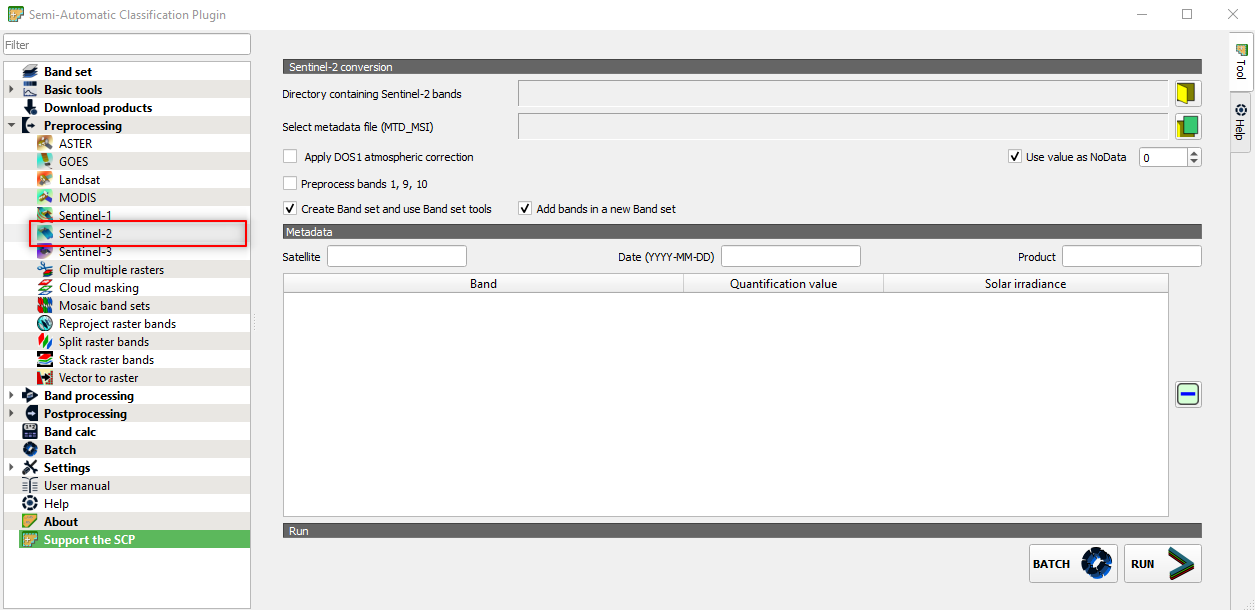 Semi-Automatic Classification Plugin
Filter
Band set
Basic tools
Download products
Preprocessing
ASTER
GOES
Landsat
MODIS
Sentinel-1
Sentinel-2
Sentinel-3
Clip multiple rasters
Cloud masking
Mosaic band sets
Reproject raster bands
Split raster bands
Stack raster bands
Vector to raster
Band processing
Postprocessing
Band calc
Batch
Settings
User manual
Help
About
Support the SCP
Sentinel-2 conversion
Directory containing Sentinel-2 bands
Select metadata file (MTD_MSI)
Apply DOS1 atmospheric correction
Use value as NoData 0
Preprocess bands 1, 9, 10
Create Band set and use Band set tools Add bands in a new Band set
Metadata
Satellite Date (YYYY-MM-DD) Product
Band Quantification value Solar irradiance
Run
BATCH RUN
Tool
Help